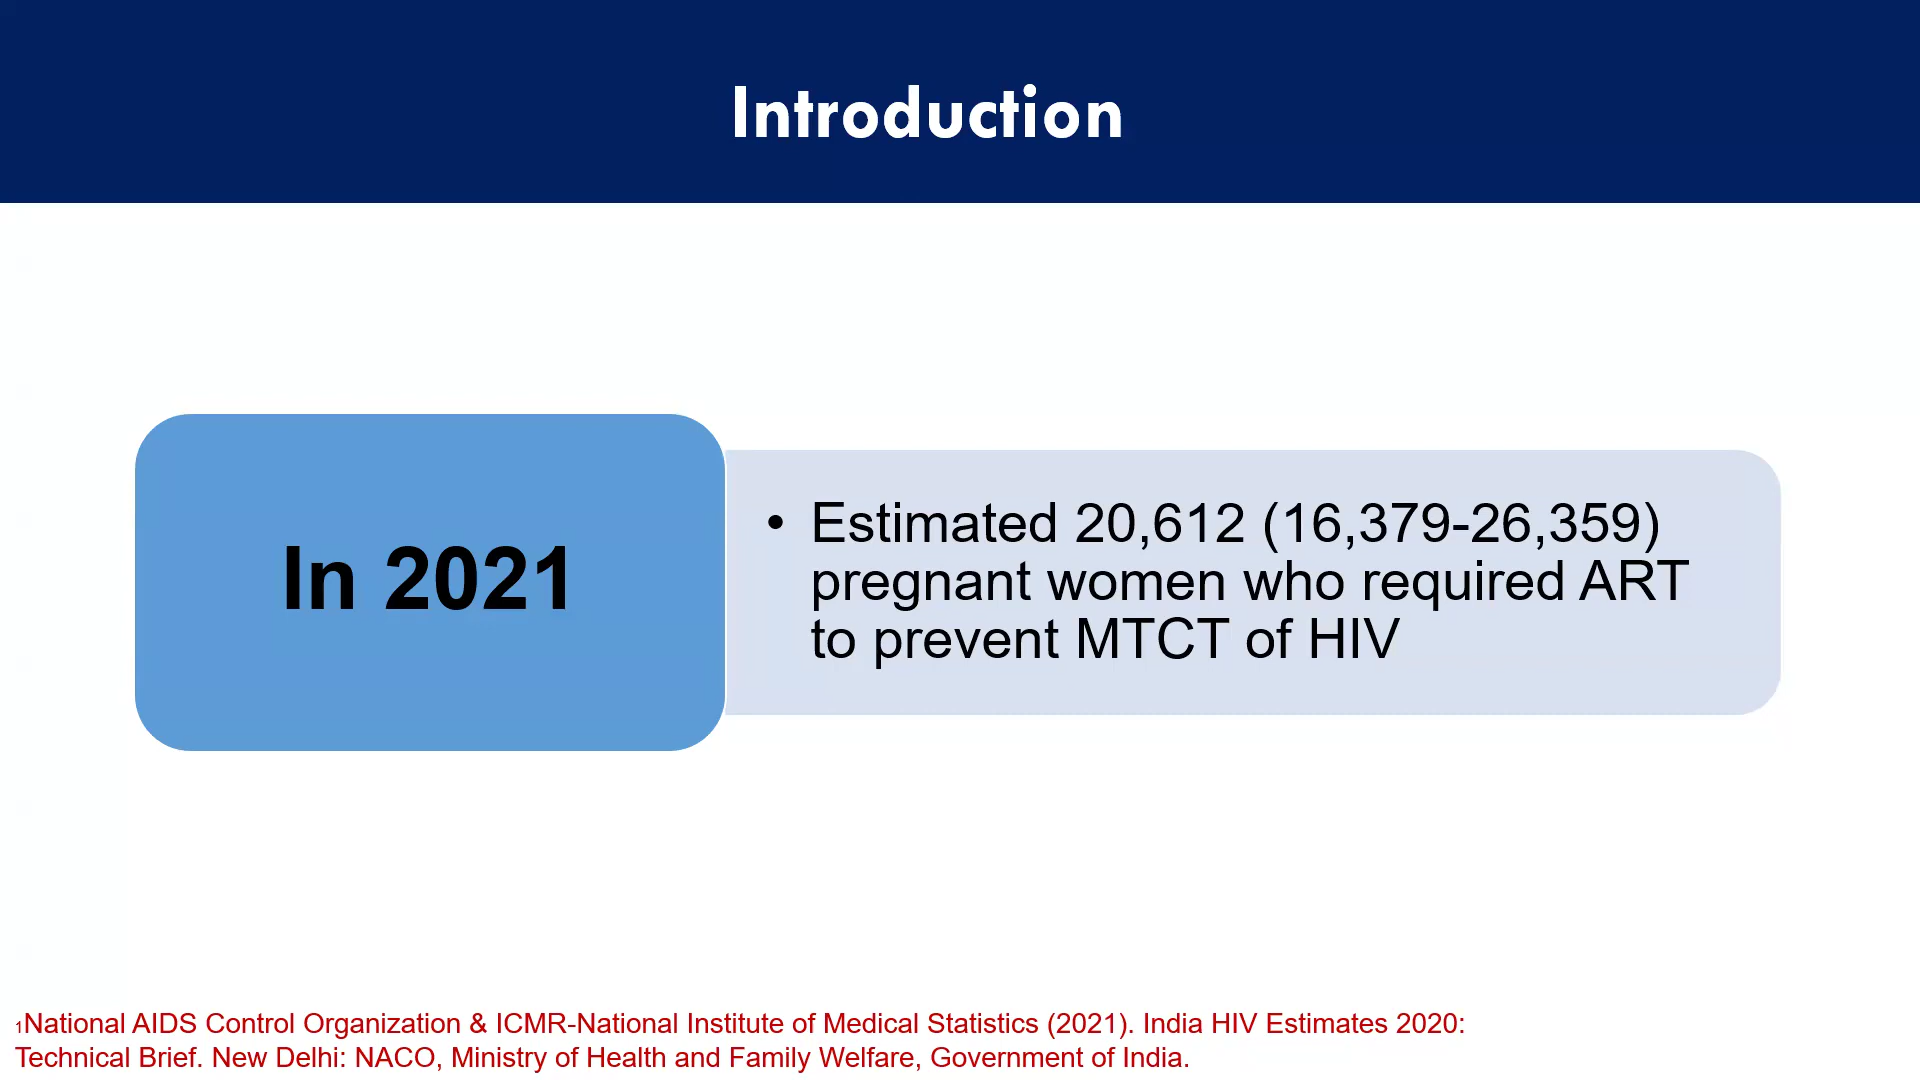 Introduction
In 2021
• Estimated 20,612 (16,379-26,359)
pregnant women who required ART
to prevent MTCT of HIV
1National AIDS Control Organization & ICMR-National Institute of Medical Statistics (2021). India HIV Estimates 2020:
Technical Brief. New Delhi: NACO, Ministry of Health and Family Welfare, Government of India.